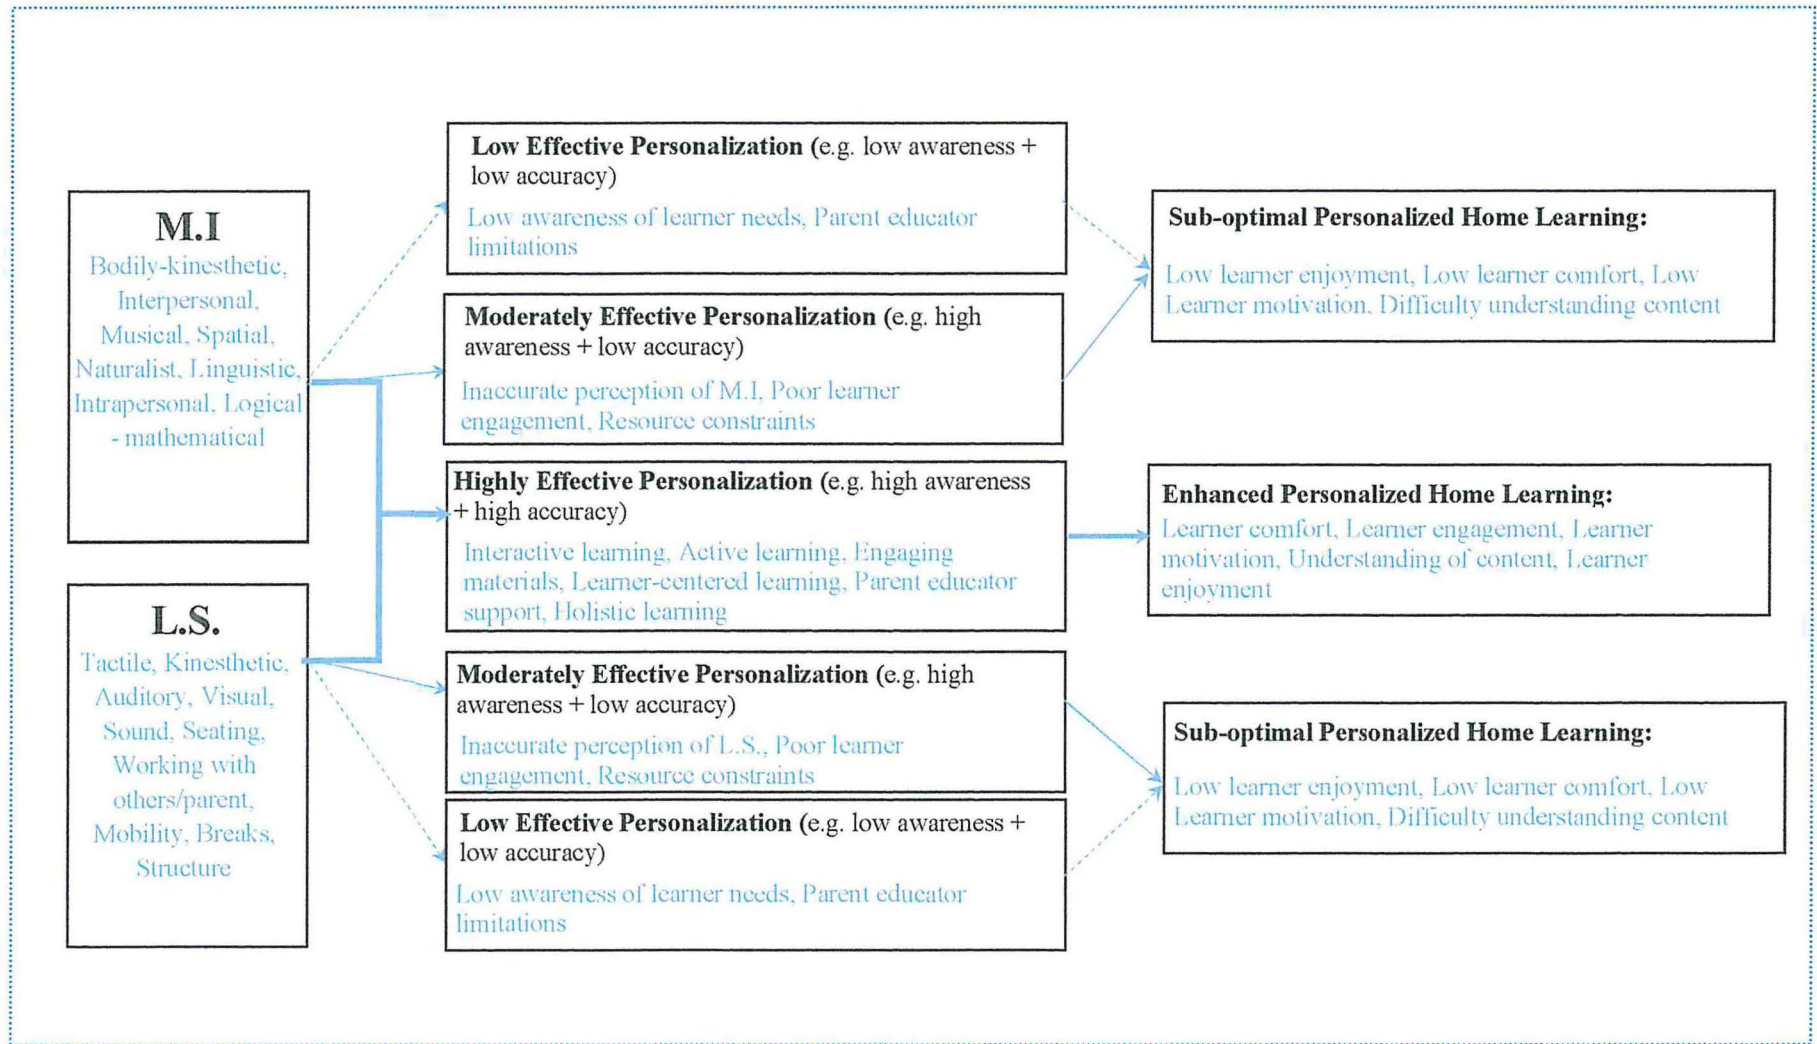 M.I
Bodily-kinesthetic,
Interpersonal,
Musical, Spatial,
Naturalist, Linguistic,
Intrapersonal, Logical
- mathematical
L.S.
Tactile, Kinesthetic,
Auditory, Visual,
Sound, Seating,
Working with
others/parent,
Mobility, Breaks,
Structure
Low Effective Personalization (e.g. low awareness +
low accuracy)
Low awareness of learner needs, Parent educator
limitations
Moderately Effective Personalization (e.g. high
awareness + low accuracy)
Inaccurate perception of M.I, Poor learner
engagement, Resource constraints
Highly Effective Personalization (e.g. high awareness
+ high accuracy)
Interactive learning, Active learning, Engaging
materials, Learner-centered learning, Parent educator
support, Holistic learning
Moderately Effective Personalization (e.g. high
awareness + low accuracy)
Inaccurate perception of L.S., Poor learner
engagement, Resource constraints
Low Effective Personalization (e.g. low awareness +
low accuracy)
Low awareness of learner needs, Parent educator
limitations
Sub-optimal Personalized Home Learning:
Low learner enjoyment, Low learner comfort, Low
Learner motivation, Difficulty understanding content
Enhanced Personalized Home Learning:
Learner comfort, Learner engagement, Learner
motivation, Understanding of content, Learner
enjoyment
Sub-optimal Personalized Home Learning:
Low learner enjoyment, Low learner comfort, Low
Learner motivation, Difficulty understanding content